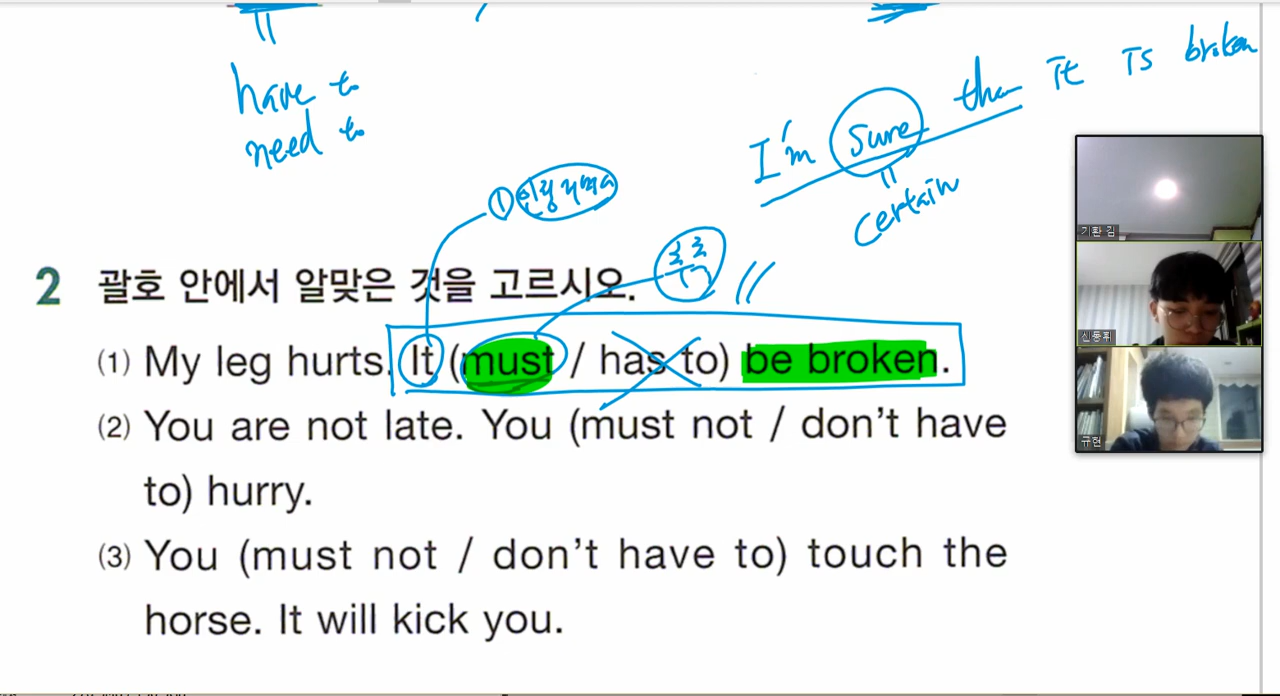 have to
need to
I'm sure than it is broken
certain
①
2 괄호 안에서 알맞은 것을 고르시오.
(1) My leg hurts. It (must / has to) be broken.
(2) You are not late. You (must not / don't have
to) hurry.
(3) You (must not / don't have to) touch the
horse. It will kick you.
기환 김
신동휘
규현